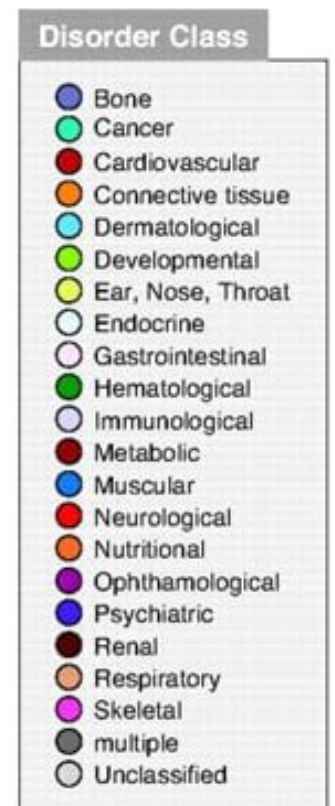 Disorder Class
Bone
Cancer
Cardiovascular
Connective tissue
Dermatological
Developmental
Ear, Nose, Throat
Endocrine
Gastrointestinal
Hematological
Immunological
Metabolic
Muscular
Neurological
Nutritional
Ophthamological
Psychiatric
Renal
Respiratory
Skeletal
multiple
Unclassified